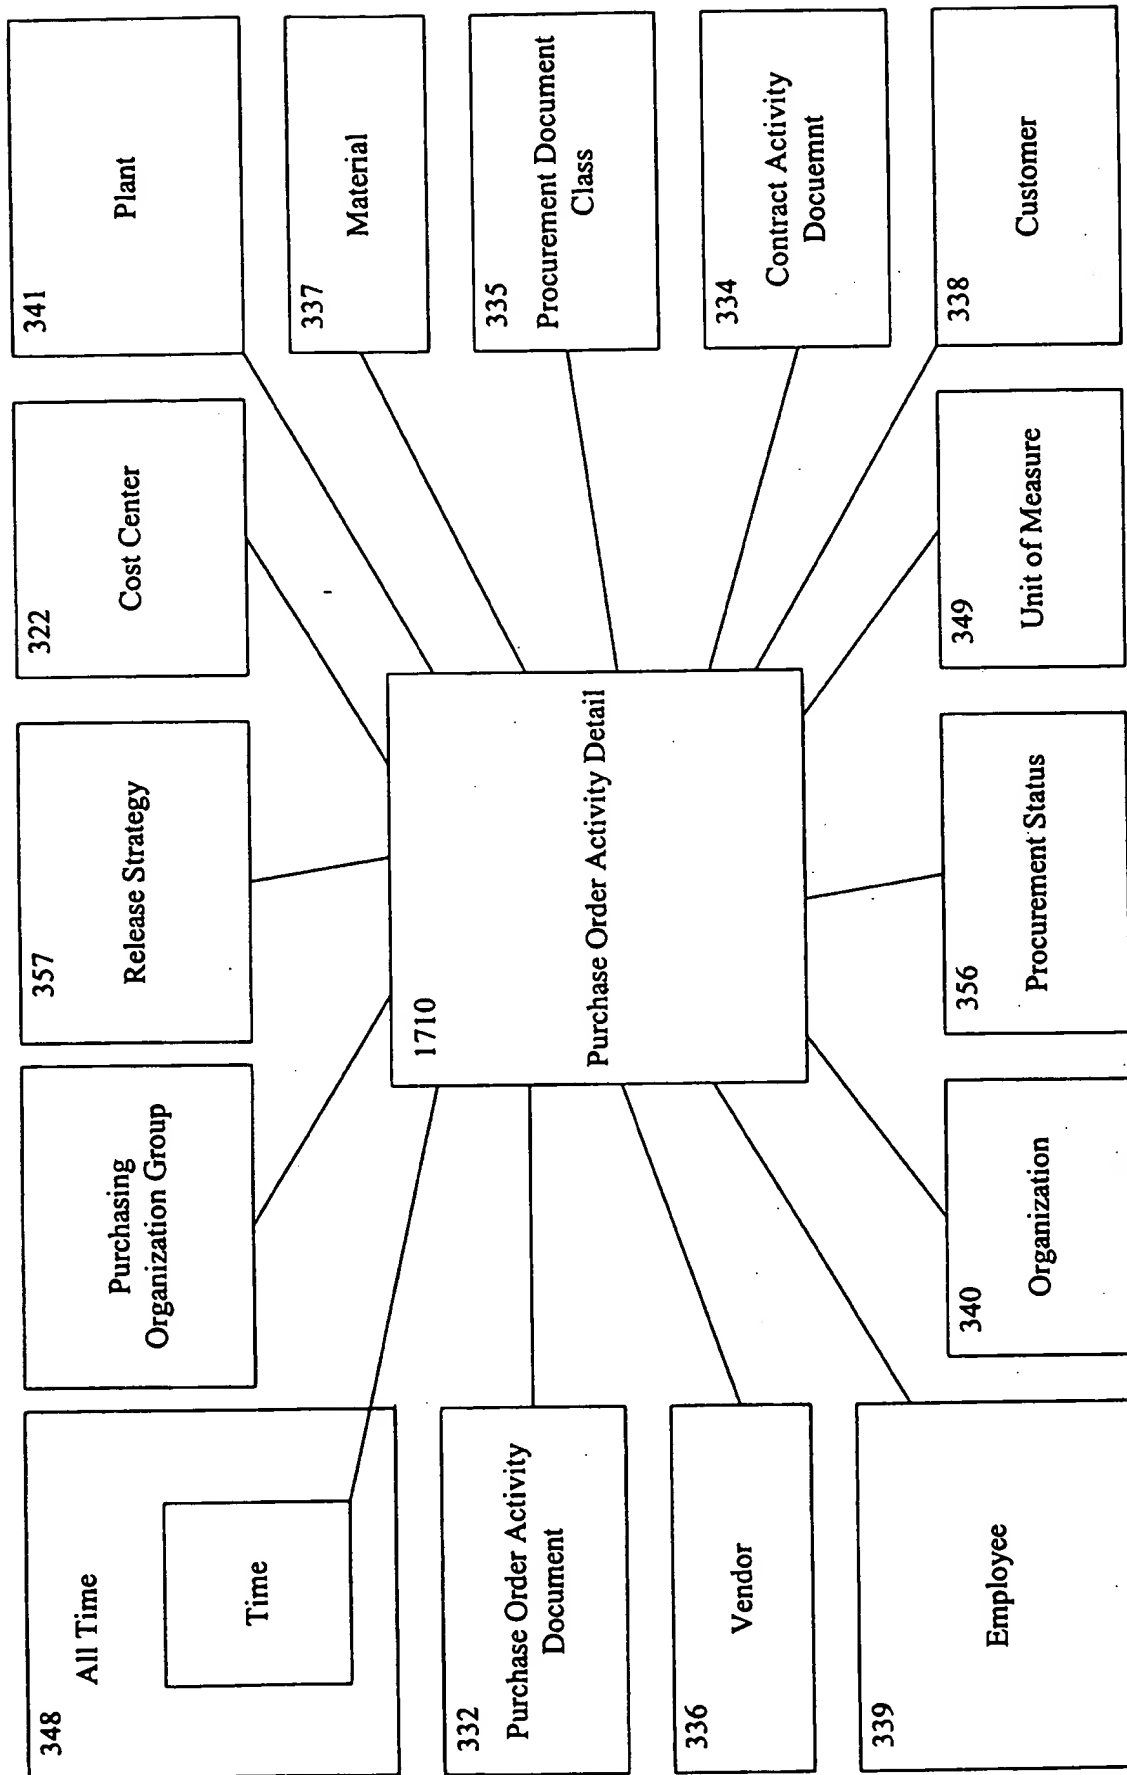 348
All Time
Time
Purchasing
Organization Group
357
Release Strategy
322
Cost Center
341
Plant
332
Purchase Order Activity
Document
1710
Purchase Order Activity Detail
337
Material
335
Procurement Document
Class
336
Vendor
334
Contract Activity
Docuemnt
339
Employee
340
Organization
356
Procurement Status
349
Unit of Measure
338
Customer